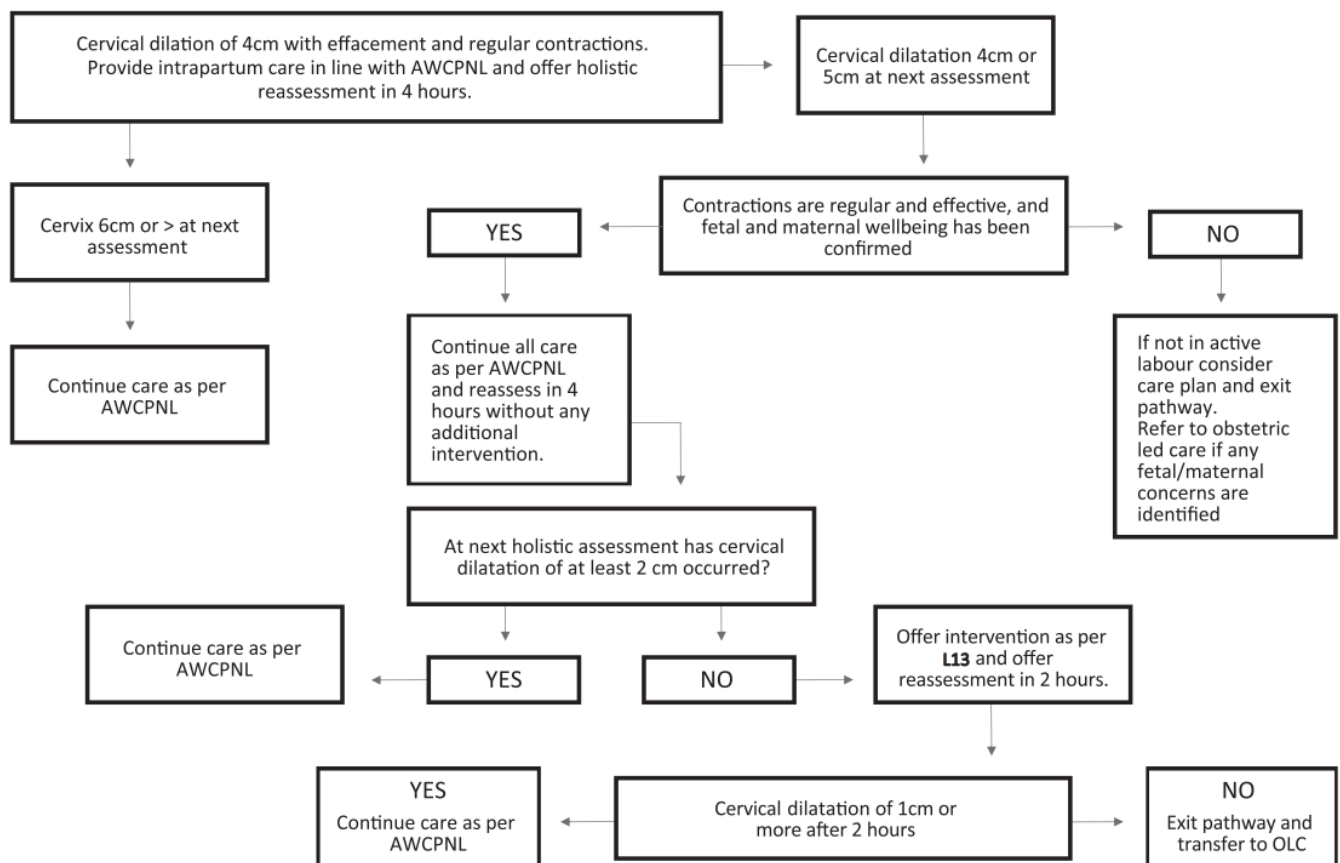 Cervical dilation of 4cm with effacement and regular contractions.
Provide intrapartum care in line with AWCPNL and offer holistic
reassessment in 4 hours.
Cervical dilatation 4cm or
5cm at next assessment
Cervix 6cm or > at next
assessment
Contractions are regular and effective, and
fetal and maternal wellbeing has been
confirmed
YES
NO
Continue care as per
AWCPNL
Continue all care
as per AWCPNL
and reassess in 4
hours without any
additional
intervention.
If not in active
labour consider
care plan and exit
pathway.
Refer to obstetric
led care if any
fetal/maternal
concerns are
identified
At next holistic assessment has cervical
dilatation of at least 2 cm occurred?
Continue care as per
AWCPNL
YES
NO
Offer intervention as per
L13 and offer
reassessment in 2 hours.
YES
Continue care as per
AWCPNL
Cervical dilatation of 1cm or
more after 2 hours
NO
Exit pathway and
transfer to OLC